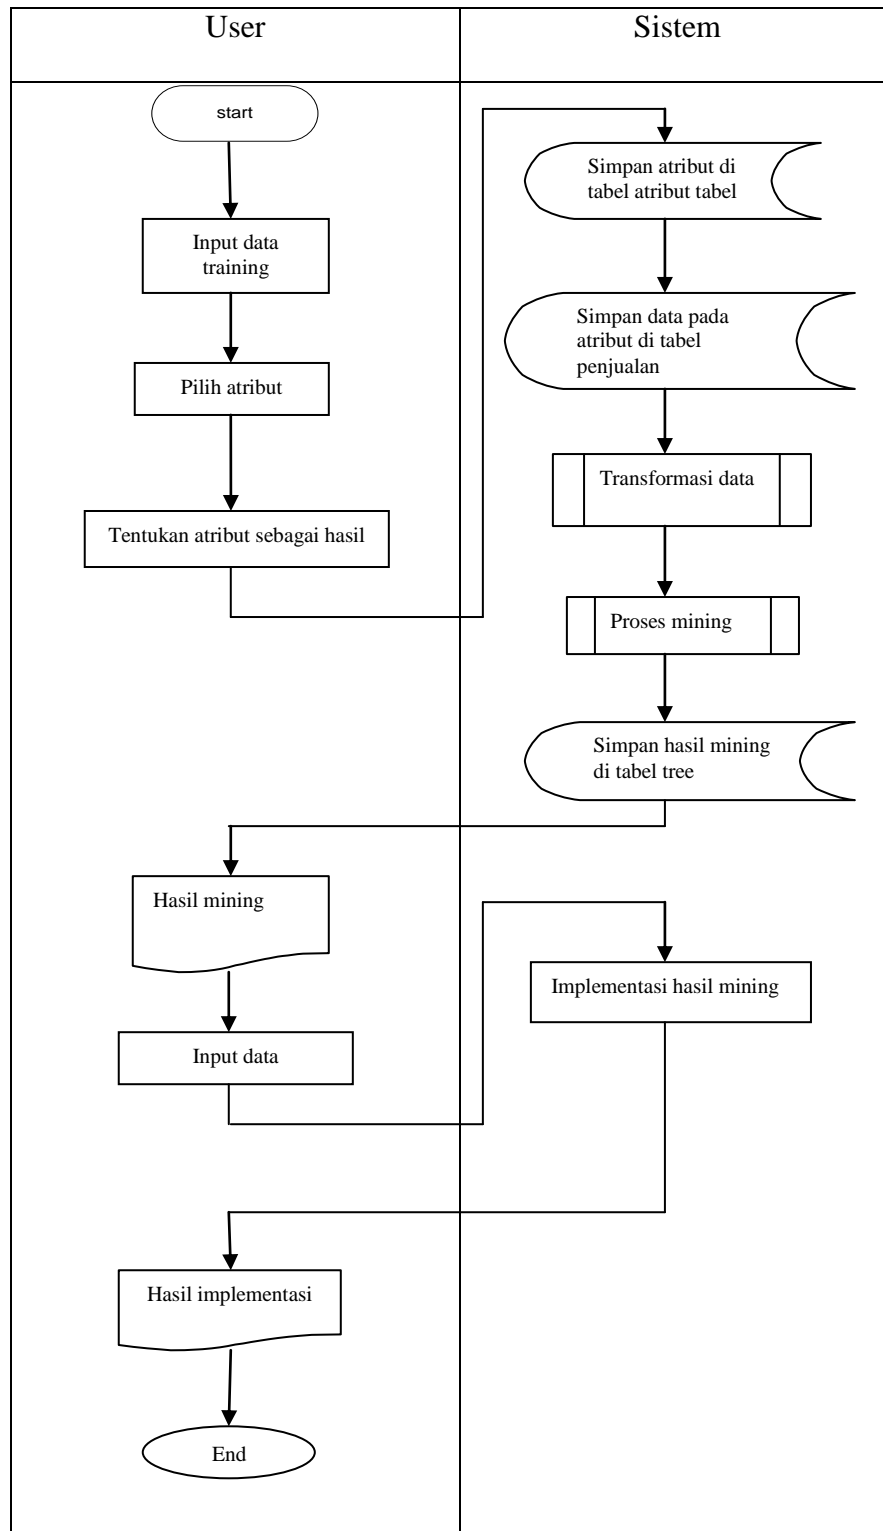 User
Sistem
start
Input data
training
Pilih atribut
Tentukan atribut sebagai hasil
Simpan atribut di
tabel atribut tabel
Simpan data pada
atribut di tabel
penjualan
Transformasi data
Proses mining
Simpan hasil mining
di tabel tree
Hasil mining
Input data
Implementasi hasil mining
Hasil implementasi
End